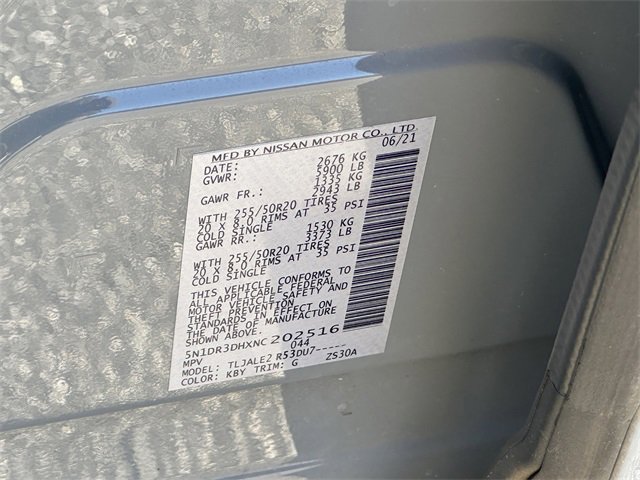 MFD BY NISSAN MOTOR CO., LTD.
DATE: 06/21
GVWR: 2676 KG
5900 LB
GAWR FR.: 1335 KG
2943 LB
WITH 255/50R20 TIRES
20 X 8.0 RIMS AT 35 PSI
COLD SINGLE
GAWR RR.: 1530 KG
3373 LB
WITH 255/50R20 TIRES
20 X 8.0 RIMS AT 35 PSI
COLD SINGLE
THIS VEHICLE CONFORMS TO
ALL APPLICABLE FEDERAL
MOTOR VEHICLE SAFETY AND
THEFT PREVENTION
STANDARDS IN EFFECT ON
THE DATE OF MANUFACTURE
SHOWN ABOVE.
5N1DR3DHXNC202516
MPV 044
MODEL: TLJALE2 R53DU7-----
COLOR: KBY TRIM: G ZS30A